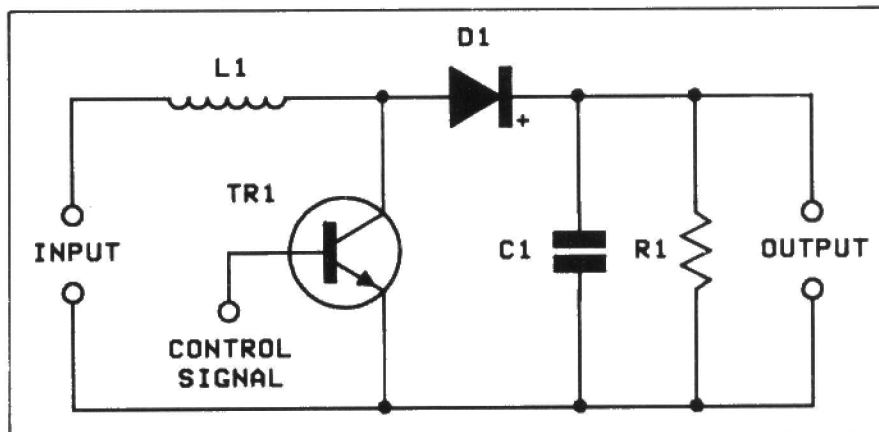 D1
L1
+
TR1
INPUT
C1
R1
OUTPUT
CONTROL
SIGNAL